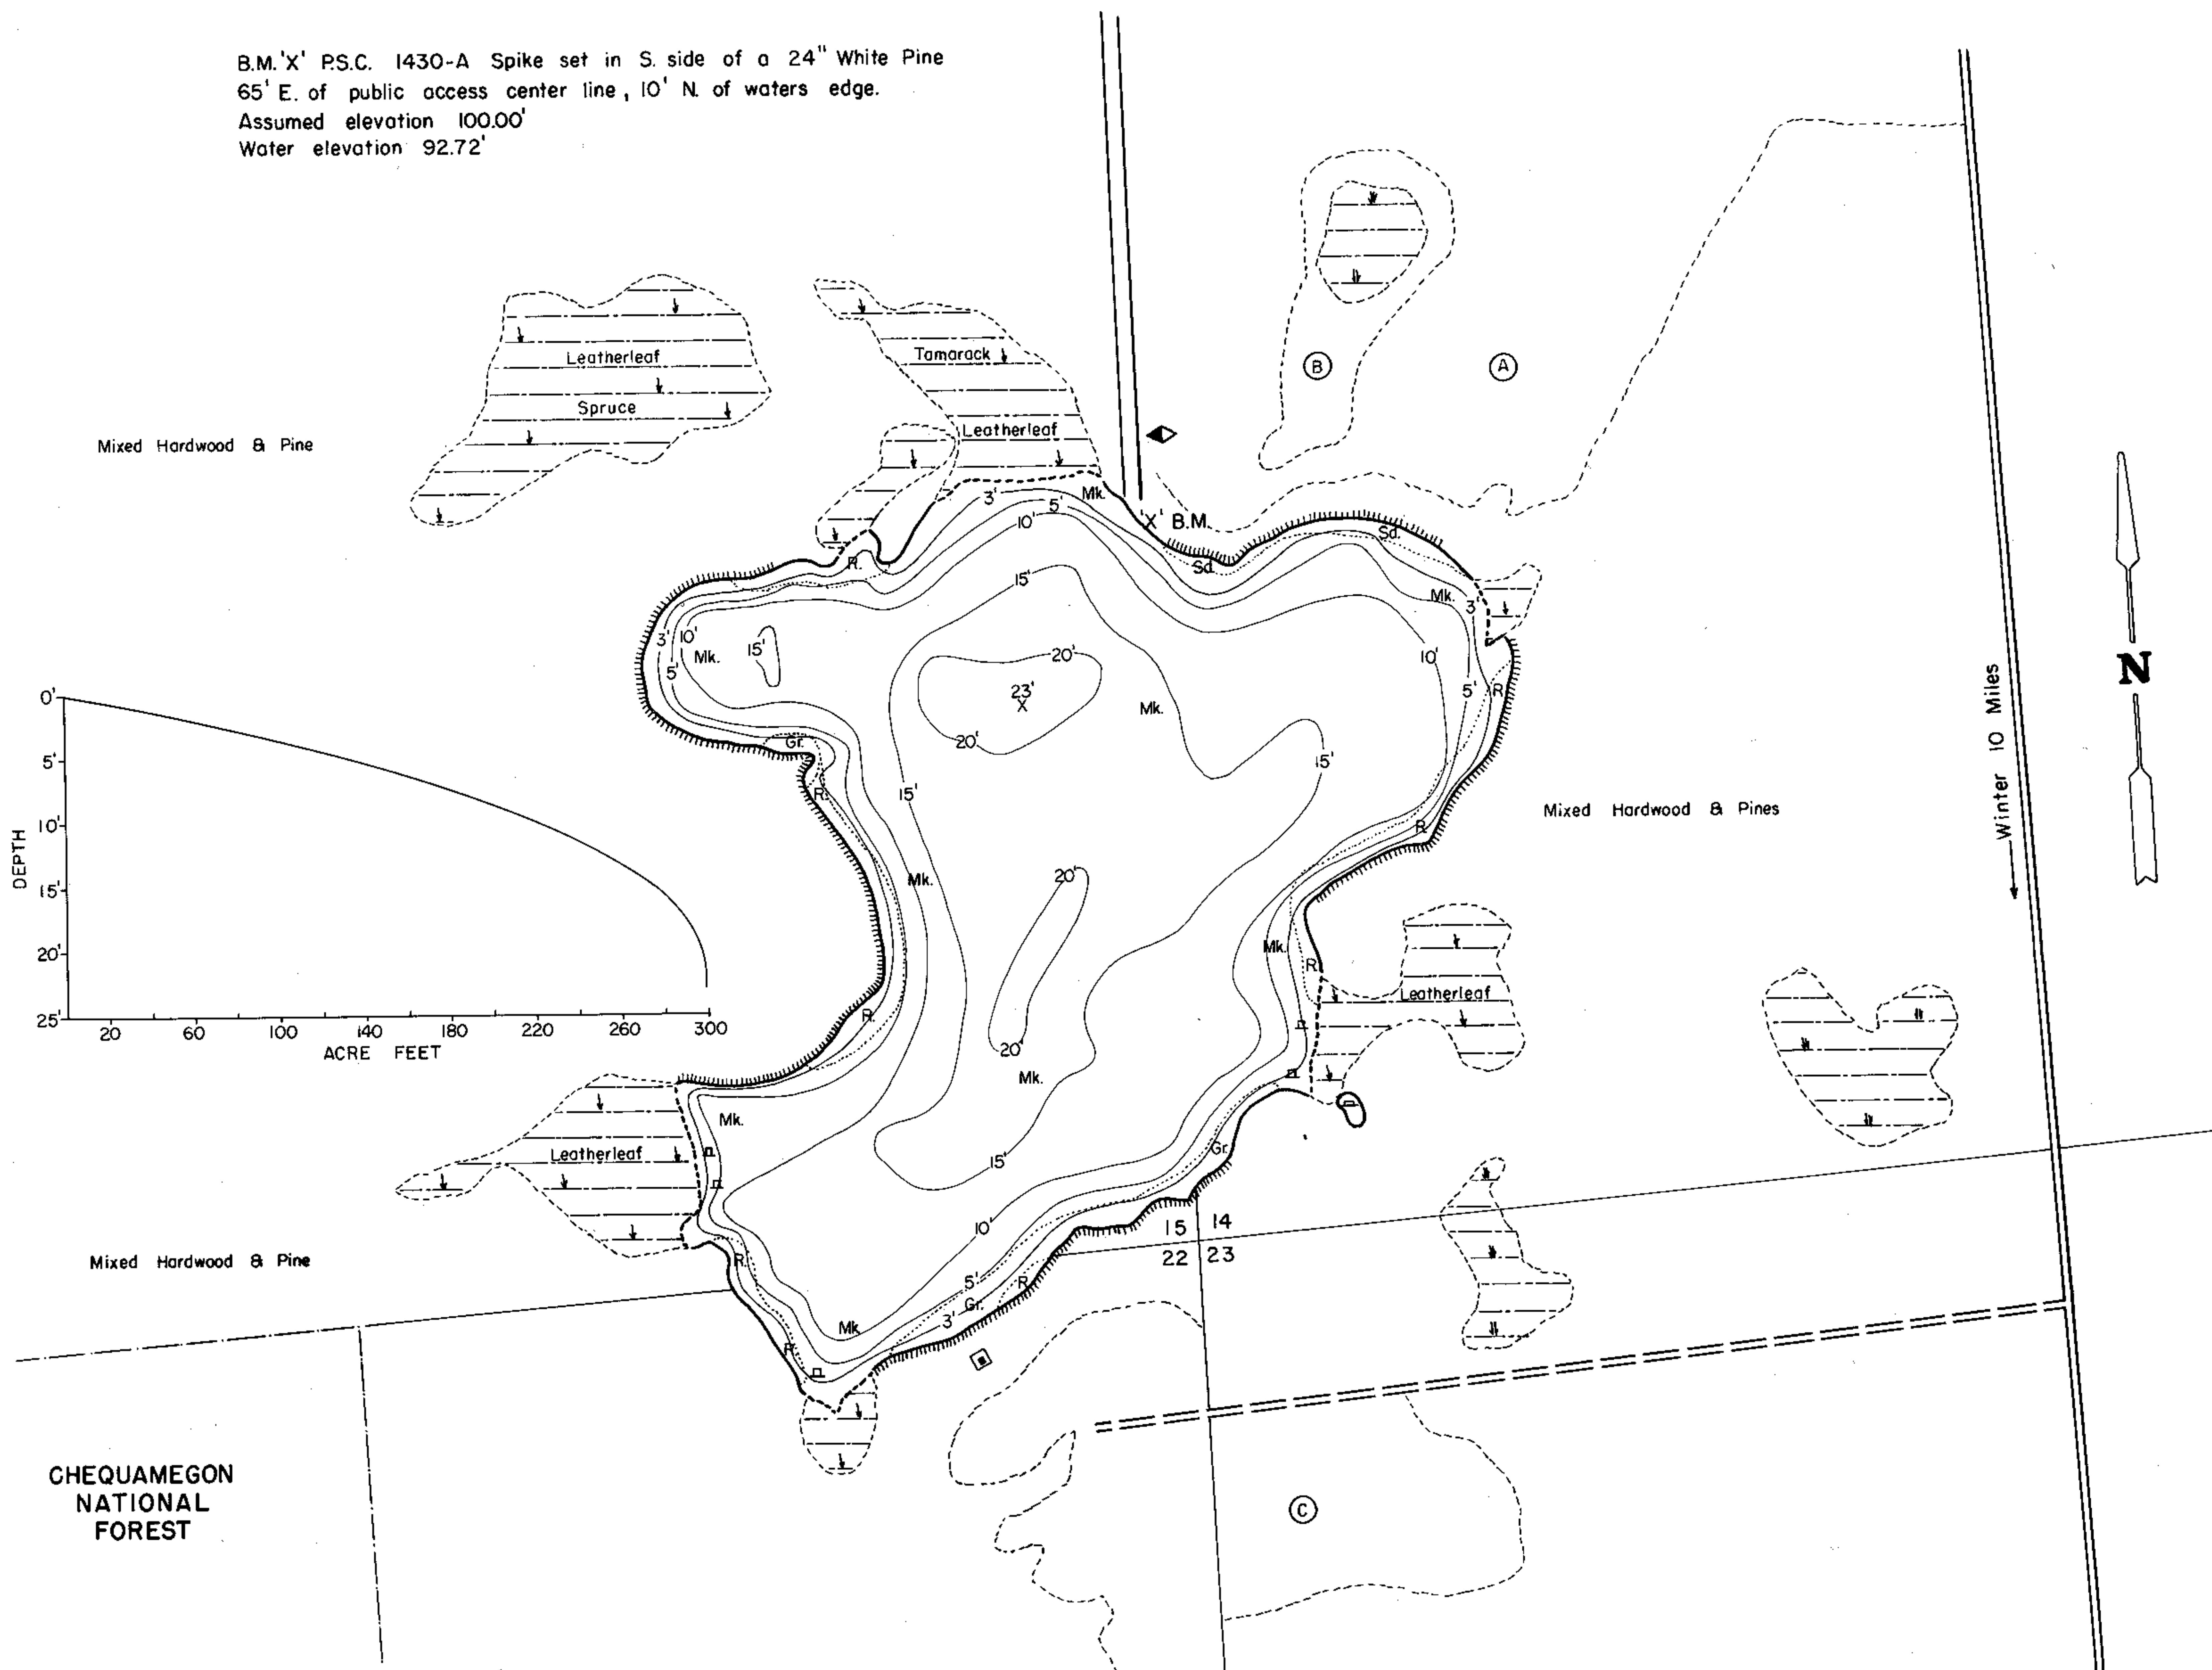 B.M.'X' P.S.C. 1430-A Spike set in S. side of a 24" White Pine
65' E. of public access center line, 10' N. of waters edge.
Assumed elevation 100.00'
Water elevation 92.72'
B
A
Leatherleaf
Tamarack
Spruce
Leatherleaf
Mixed Hardwood & Pine
3'
Mk.
5'
10'
'X' B.M.
Sd.
R.
Sd.
15'
Mk.
3'
3'
10'
15'
Mk.
20'
10'
5'
23'
X
5'
R.
Mk.
N
20'
Gr.
15'
R.
15'
R.
Mixed Hardwood & Pines
Winter 10 Miles
0'
5'
10'
15'
20'
25'
DEPTH
20
60
100
140
180
220
260
300
ACRE FEET
Mk.
20'
Mk.
R.
Leatherleaf
R.
20'
Mk.
Mk.
Leatherleaf
15'
Gr.
10'
15
14
22
23
Mixed Hardwood & Pine
R.
5'
R.
Gr.
3'
Mk
R.
CHEQUAMEGON
NATIONAL
FOREST
C